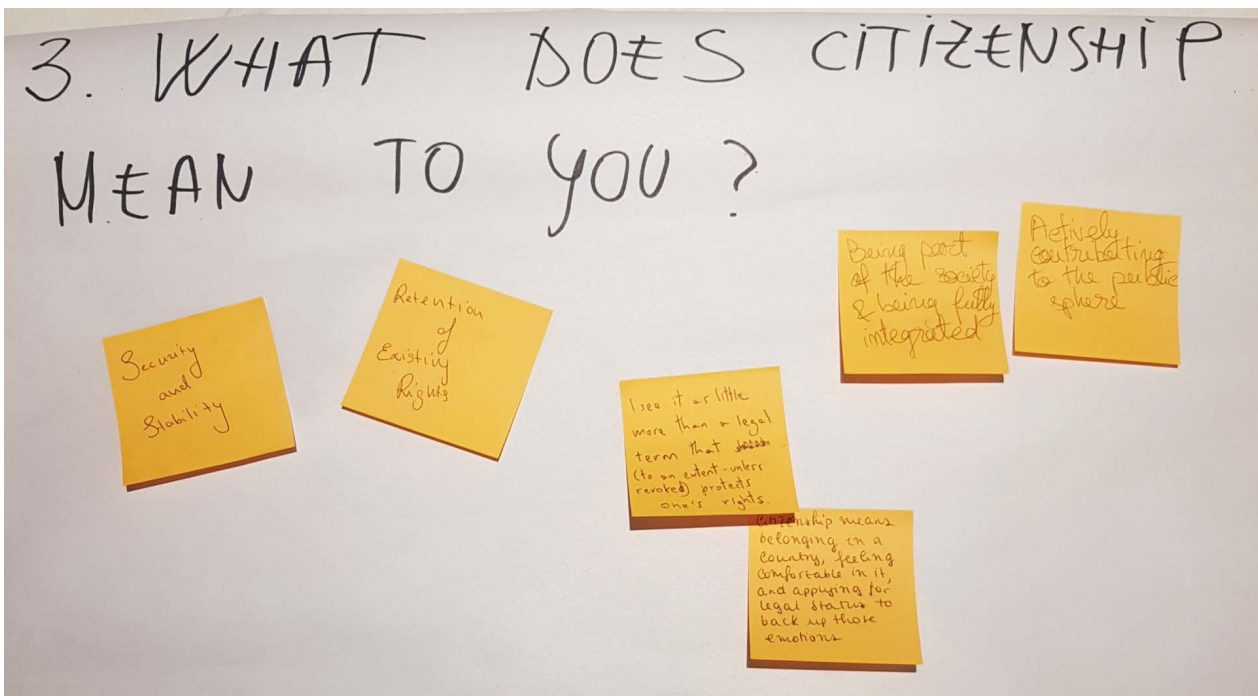 3. WHAT DOES CITIZENSHIP
MEAN TO YOU?
Security
and
Stability
Retention
of
Existing
Rights
I see it as little
more than a legal
term that
(to an extent - unless
revoked) protects
one's rights.
Citizenship means
belonging in a
country, feeling
comfortable in it,
and applying for
legal status to
back up those
emotions
Being part
of the society
& being fully
integrated
Actively
contributing
to the public
sphere